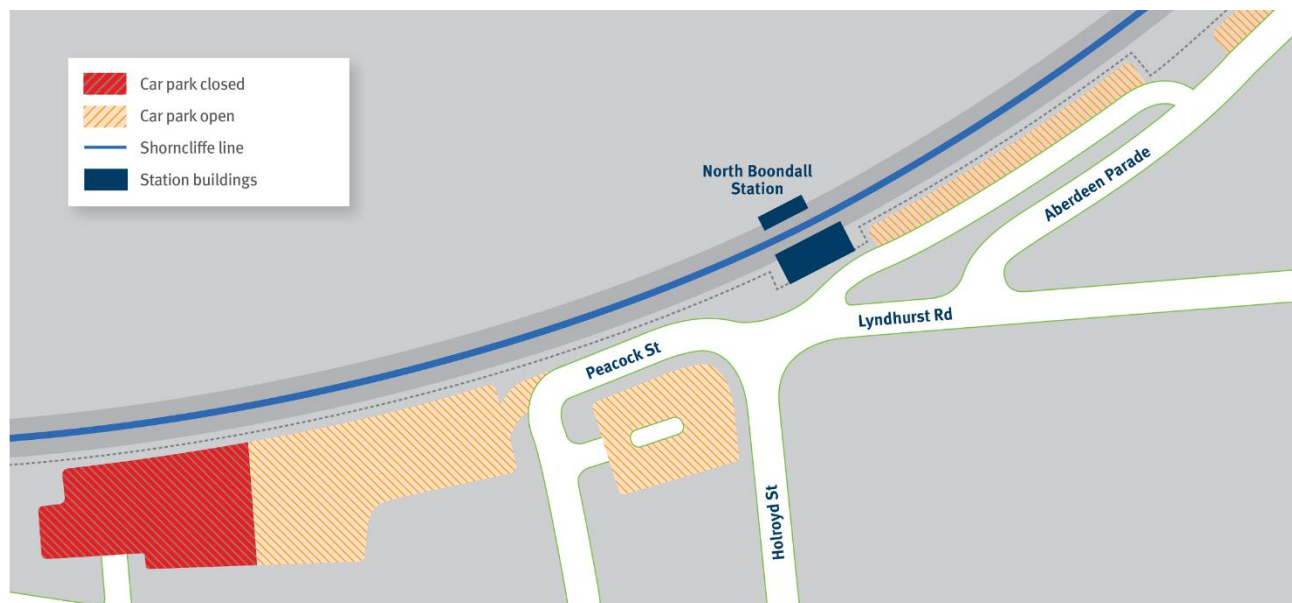 Car park closed
Car park open
Shorncliffe line
Station buildings
North Boondall
Station
Aberdeen Parade
Lyndhurst Rd
Peacock St
Holroyd St